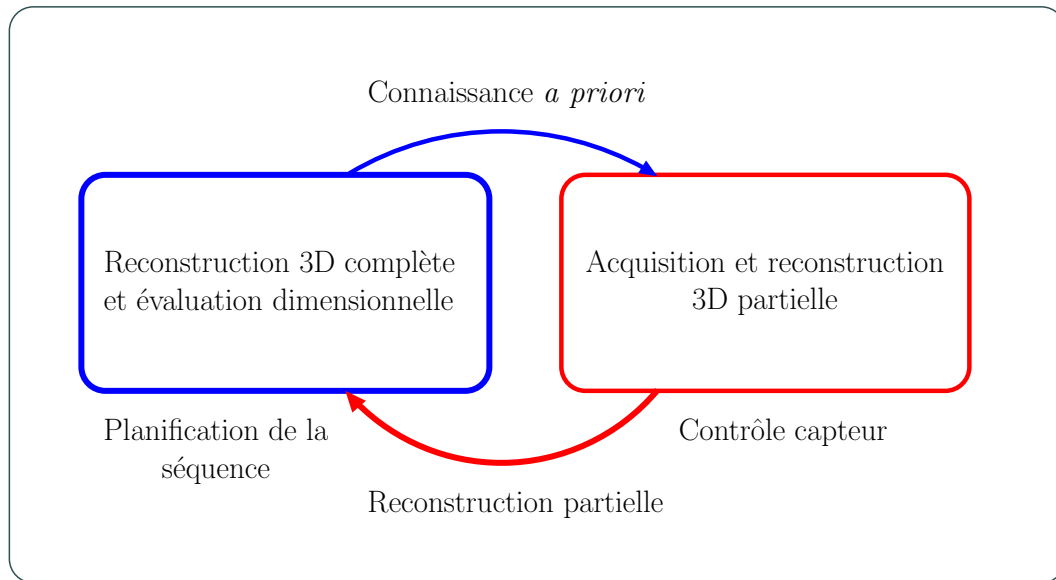 Connaissance a priori
Reconstruction 3D complète
et évaluation dimensionnelle
Acquisition et reconstruction
3D partielle
Planification de la
séquence
Contrôle capteur
Reconstruction partielle